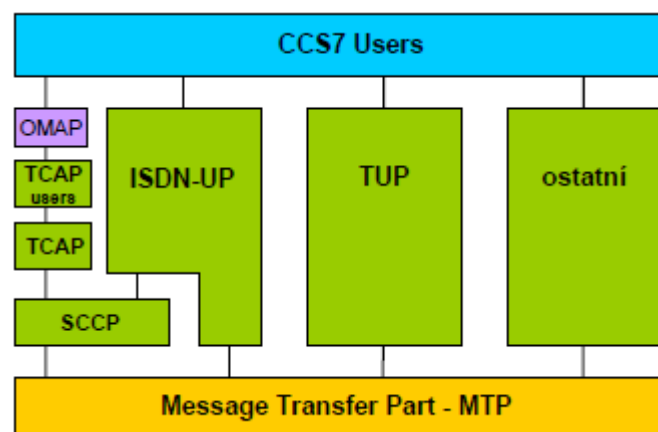 CCS7 Users
OMAP
TCAP
users
TCAP
SCCP
ISDN-UP
TUP
ostatní
Message Transfer Part - MTP